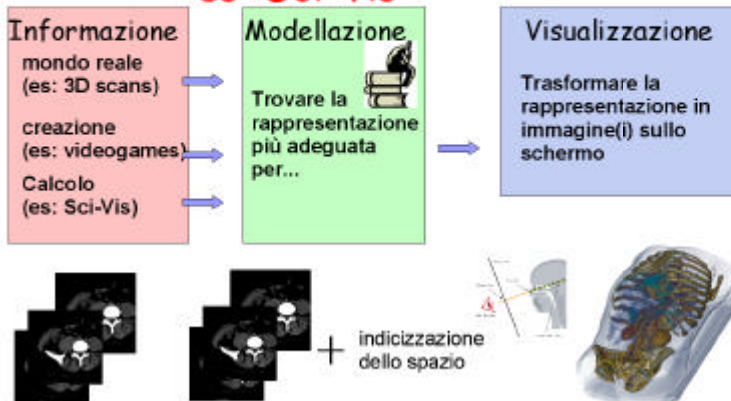 Informazione
mondo reale
(es: 3D scans)
creazione
(es: videogames)
Calcolo
(es: Sci-Vis)
Modellazione
Trovare la
rappresentazione
più adeguata
per...
Visualizzazione
Trasformare la
rappresentazione in
immagine(i) sullo
schermo
+ indicizzazione
dello spazio